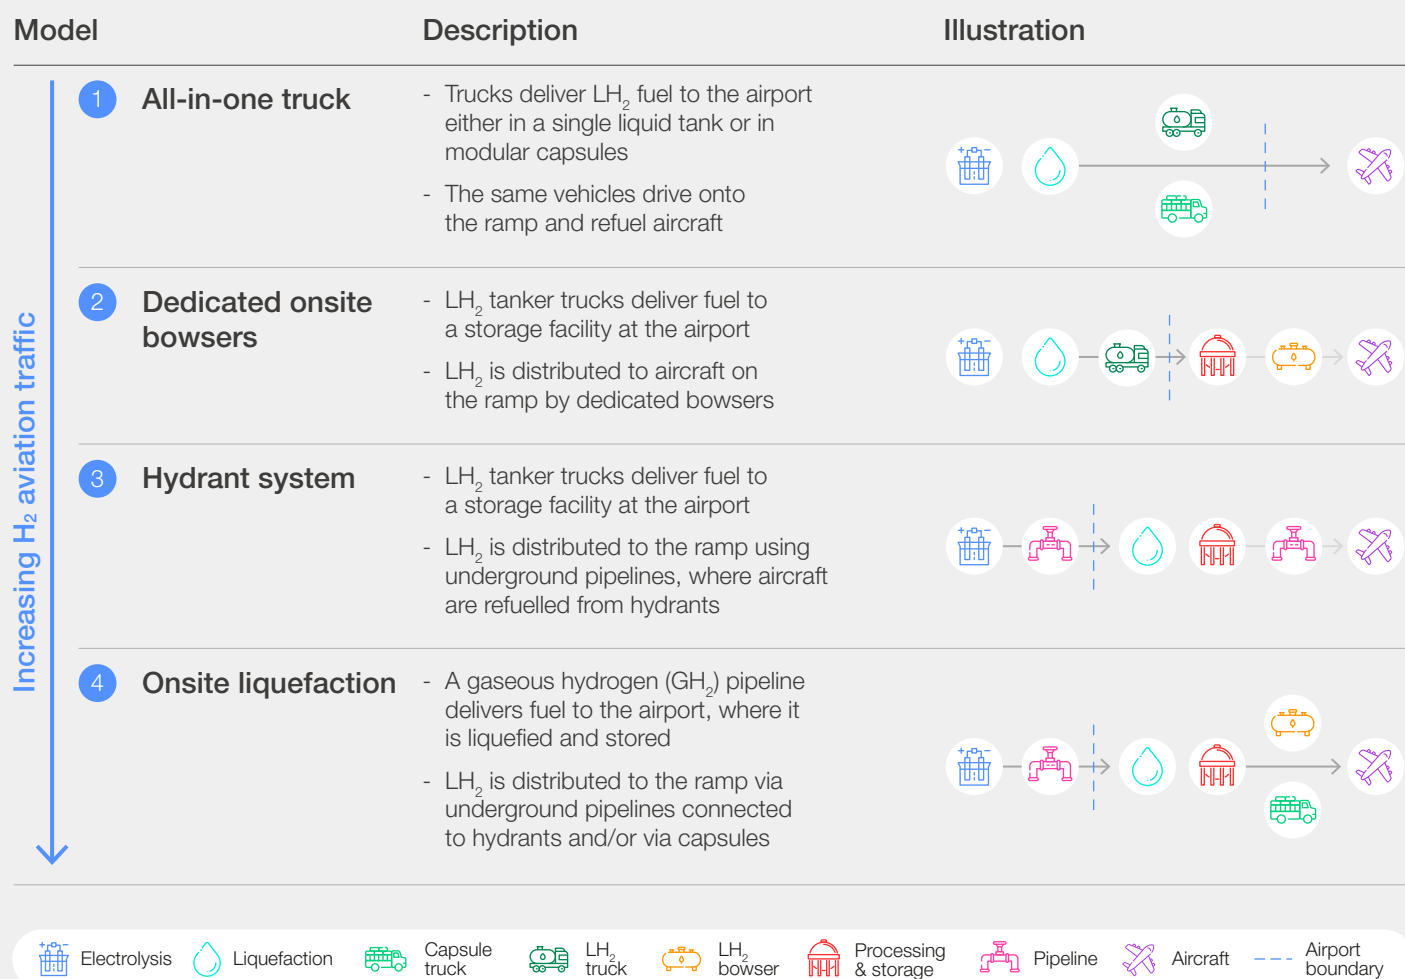 Model
Description
Illustration
Increasing H₂ aviation traffic
1
All-in-one truck
- Trucks deliver LH₂ fuel to the airport
either in a single liquid tank or in
modular capsules
- The same vehicles drive onto
the ramp and refuel aircraft
2
Dedicated onsite
bowsers
- LH₂ tanker trucks deliver fuel to
a storage facility at the airport
- LH₂ is distributed to aircraft on
the ramp by dedicated bowsers
3
Hydrant system
- LH₂ tanker trucks deliver fuel to
a storage facility at the airport
- LH₂ is distributed to the ramp using
underground pipelines, where aircraft
are refuelled from hydrants
4
Onsite liquefaction
- A gaseous hydrogen (GH₂) pipeline
delivers fuel to the airport, where it
is liquefied and stored
- LH₂ is distributed to the ramp via
underground pipelines connected
to hydrants and/or via capsules
Electrolysis
Liquefaction
Capsule
truck
LH₂
truck
LH₂
bowser
Processing
& storage
Pipeline
Aircraft
Airport
boundary